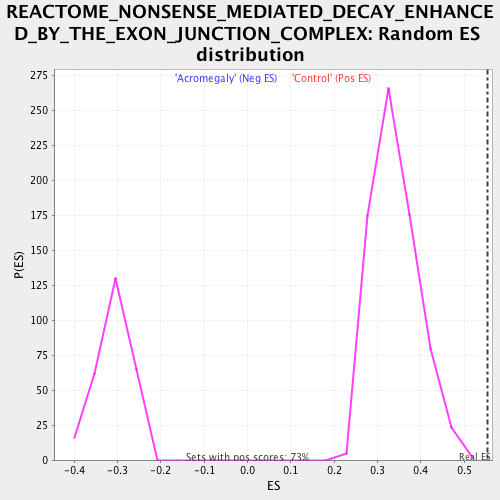 REACTOME_NONSENSE_MEDIATED_DECAY_ENHANCE
D_BY_THE_EXON_JUNCTION_COMPLEX: Random ES
distribution
'Acromegaly' (Neg ES) 'Control' (Pos ES)
275
250
225
200
175
150
125
100
75
50
25
0
P(ES)
Sets with pos scores: 73%
Real ES
-0.4 -0.3 -0.2 -0.1 0.0 0.1 0.2 0.3 0.4 0.5
ES